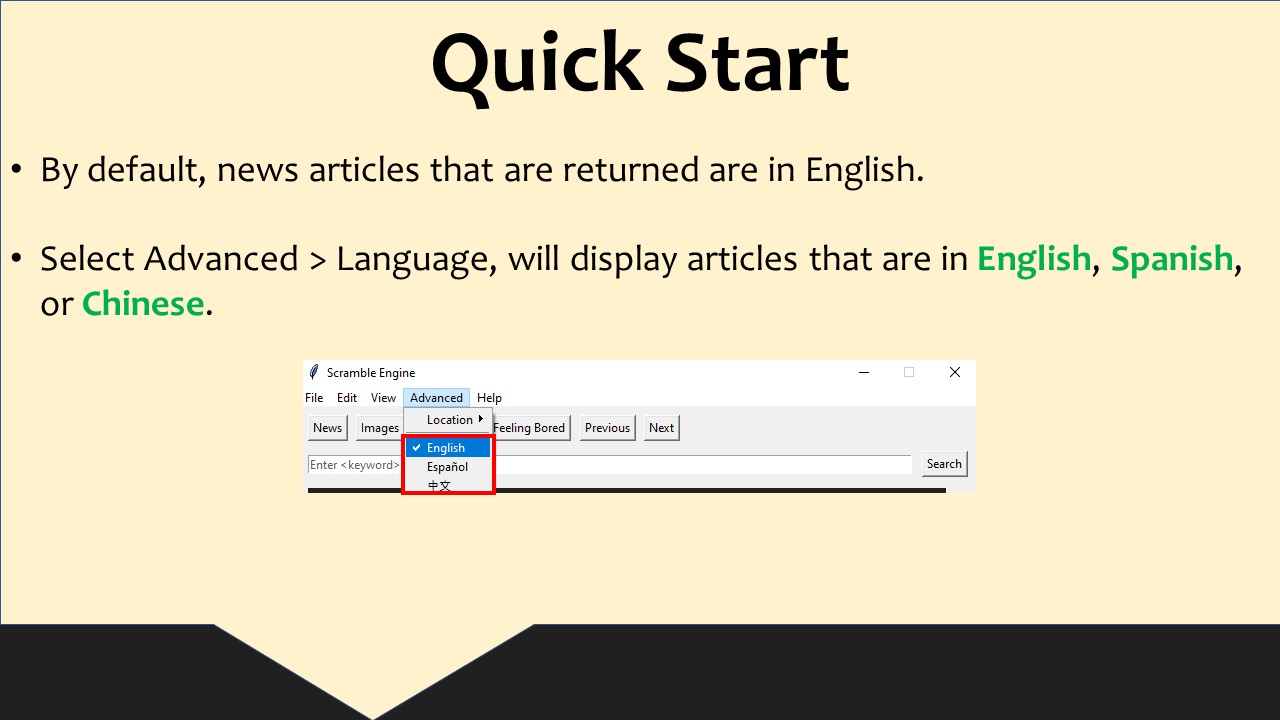 Quick Start
• By default, news articles that are returned are in English.
• Select Advanced > Language, will display articles that are in English, Spanish,
or Chinese.
Scramble Engine
File Edit View Advanced Help
Location
News Images Feeling Bored Previous Next
English
Enter <keyword> Search
Español
中文